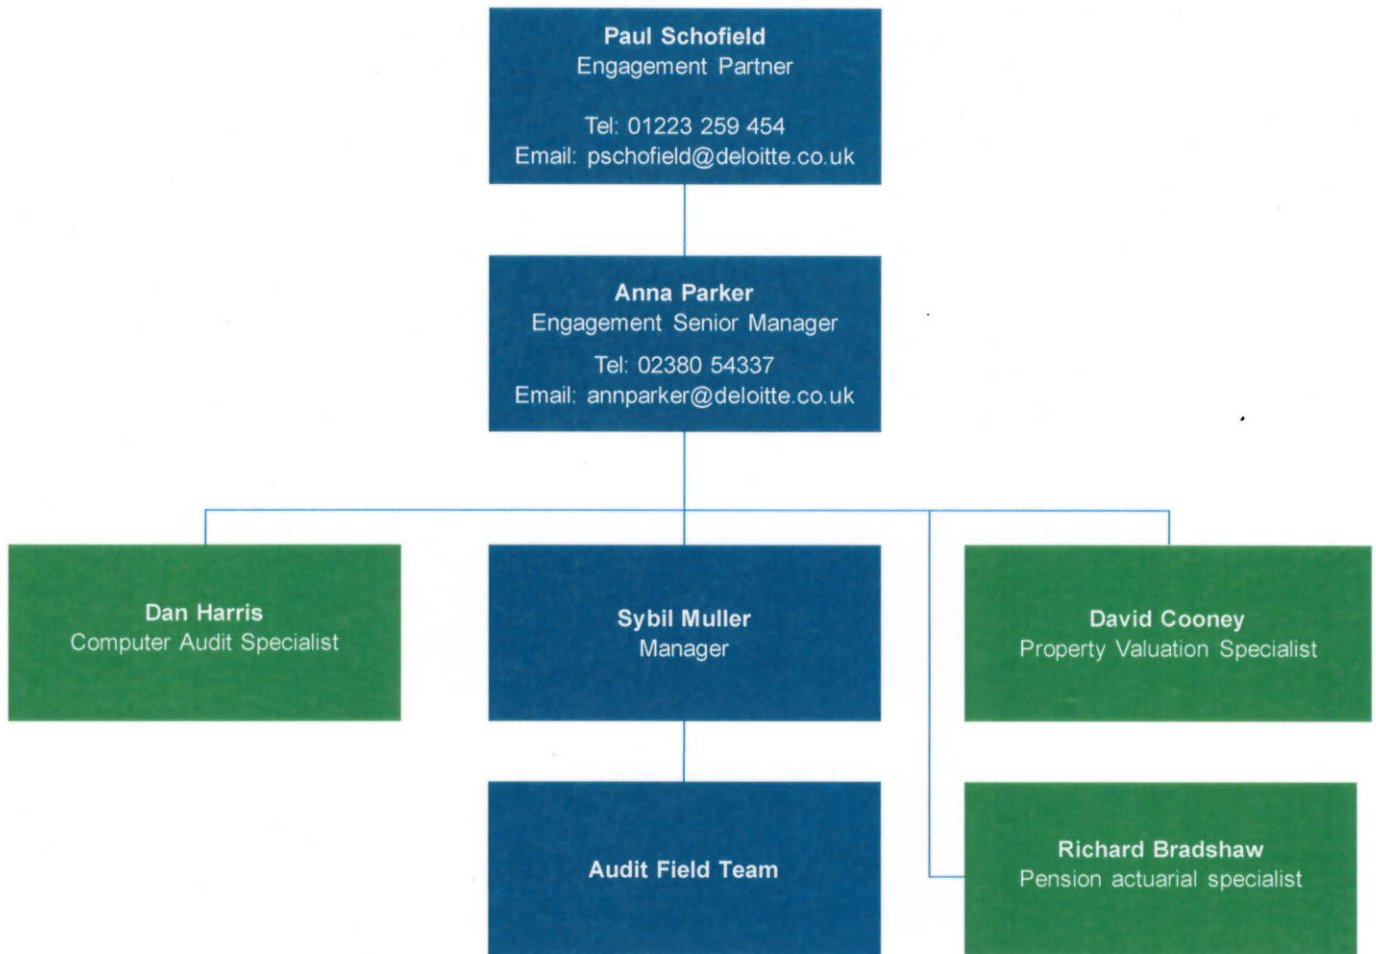 Paul Schofield
Engagement Partner
Tel: 01223 259 454
Email: pschofield@deloitte.co.uk
Anna Parker
Engagement Senior Manager
Tel: 02380 54337
Email: annparker@deloitte.co.uk
Dan Harris
Computer Audit Specialist
Sybil Muller
Manager
David Cooney
Property Valuation Specialist
Audit Field Team
Richard Bradshaw
Pension actuarial specialist